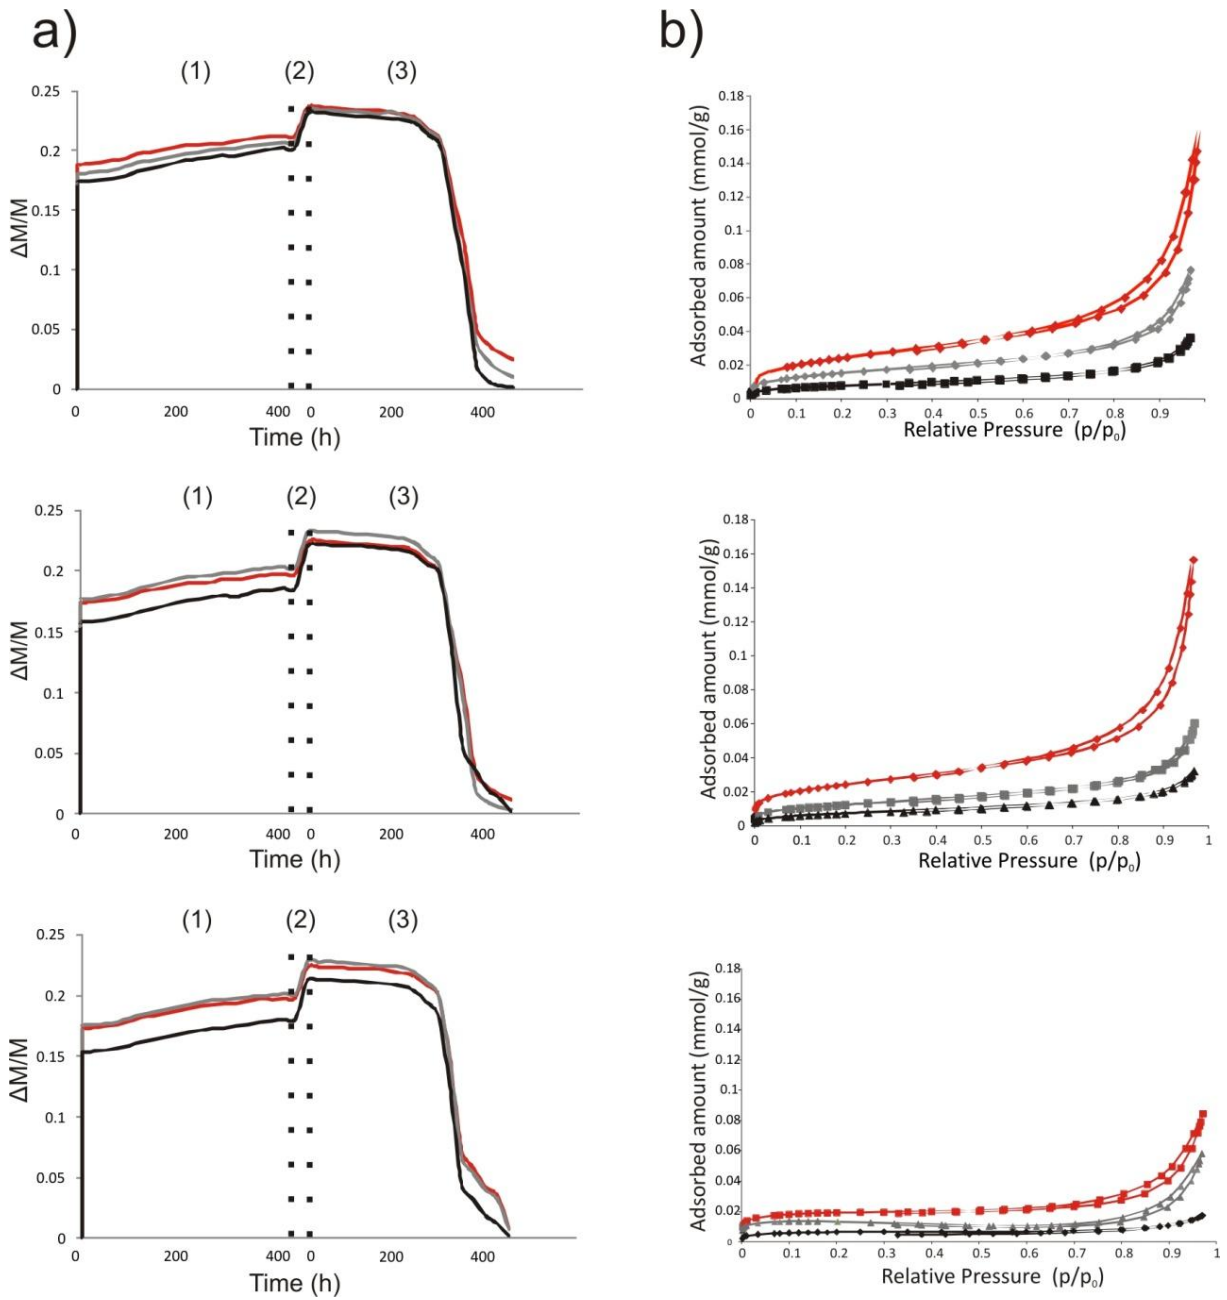 a)
(1) (2) (3)
0.25
0.2
0.15
0.1
0.05
0
ΔM/M
0 200 400 0 200 400
Time (h)
b)
0.18
0.16
0.14
0.12
0.1
0.08
0.06
0.04
0.02
0
Adsorbed amount (mmol/g)
0 0.1 0.2 0.3 0.4 0.5 0.6 0.7 0.8 0.9
Relative Pressure (p/p₀)
(1) (2) (3)
0.25
0.2
0.15
0.1
0.05
0
ΔM/M
0 200 400 0 200 400
Time (h)
0.18
0.16
0.14
0.12
0.1
0.08
0.06
0.04
0.02
0
Adsorbed amount (mmol/g)
0 0.1 0.2 0.3 0.4 0.5 0.6 0.7 0.8 0.9 1
Relative Pressure (p/p₀)
(1) (2) (3)
0.25
0.2
0.15
0.1
0.05
0
ΔM/M
0 200 400 0 200 400
Time (h)
0.18
0.16
0.14
0.12
0.1
0.08
0.06
0.04
0.02
0
Adsorbed amount (mmol/g)
0 0.1 0.2 0.3 0.4 0.5 0.6 0.7 0.8 0.9 1
Relative Pressure (p/p₀)